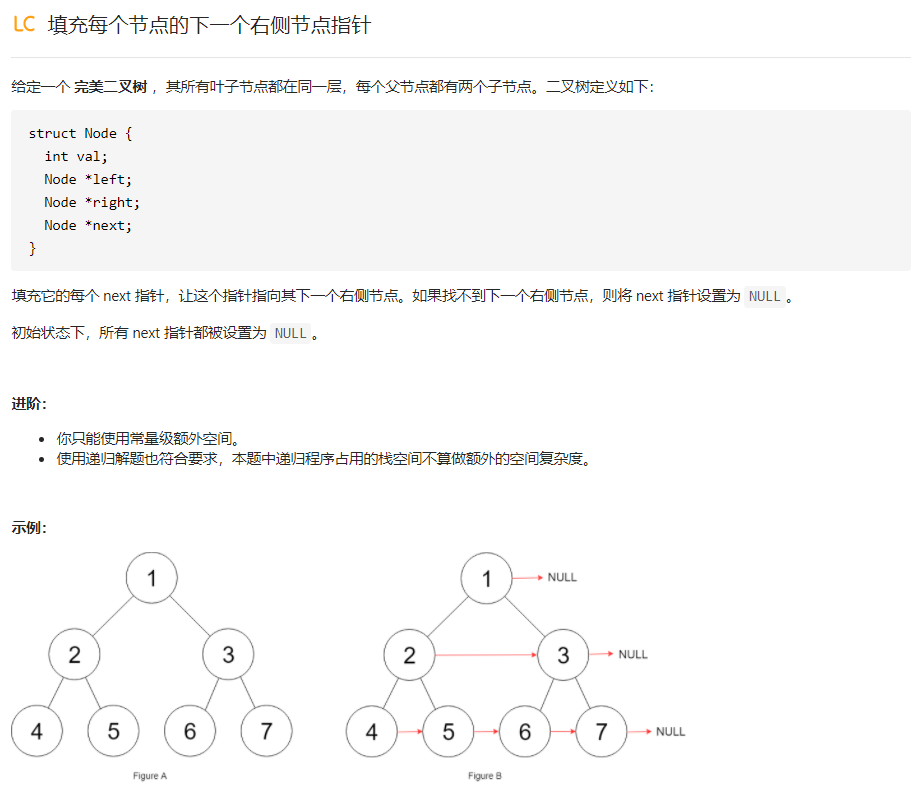 LC 填充每个节点的下一个右侧节点指针
给定一个 完美二叉树 ，其所有叶子节点都在同一层，每个父节点都有两个子节点。二叉树定义如下：
struct Node {
  int val;
  Node *left;
  Node *right;
  Node *next;
}
填充它的每个 next 指针，让这个指针指向其下一个右侧节点。如果找不到下一个右侧节点，则将 next 指针设置为 NULL 。
初始状态下，所有 next 指针都被设置为 NULL 。
进阶：
• 你只能使用常量级额外空间。
• 使用递归解题也符合要求，本题中递归程序占用的栈空间不算做额外的空间复杂度。
示例：
1 1 NULL
2 3 2 3 NULL
4 5 6 7 4 5 6 7 NULL
Figure A Figure B